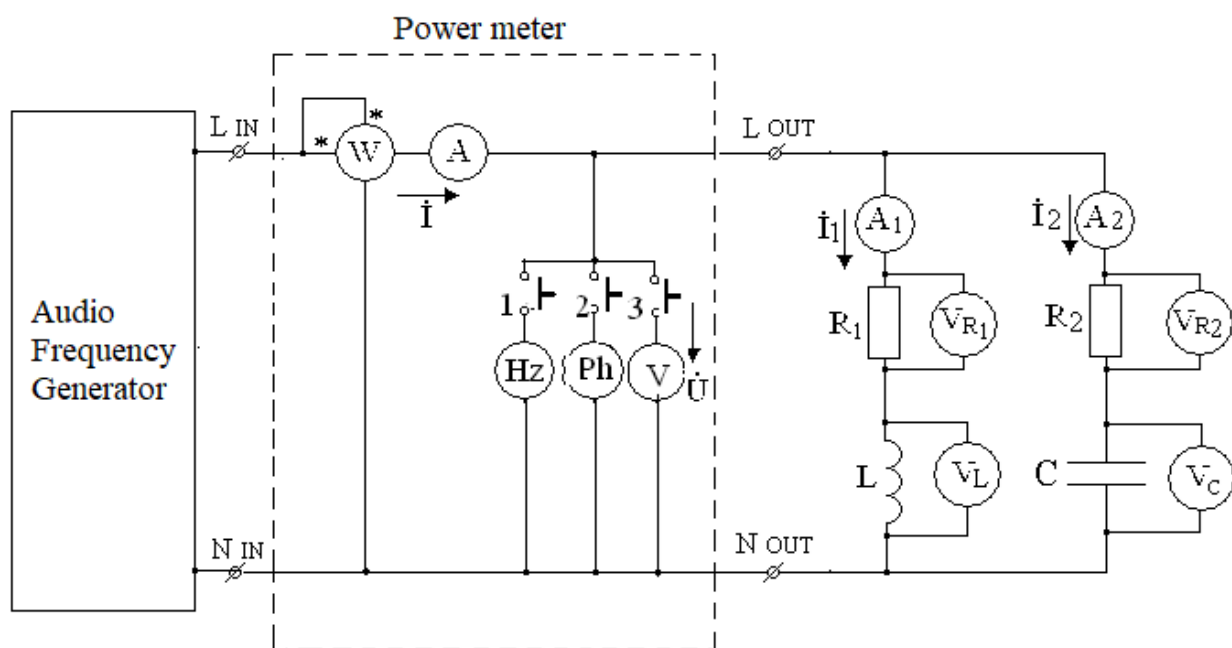 Power meter
L IN
*
*
W
A
L OUT
İ
A1
İ1
A2
İ2
1
2
3
Audio
Frequency
Generator
Hz
Ph
V
U̇
R1
VR1
R2
VR2
L
VL
C
VC
N IN
N OUT